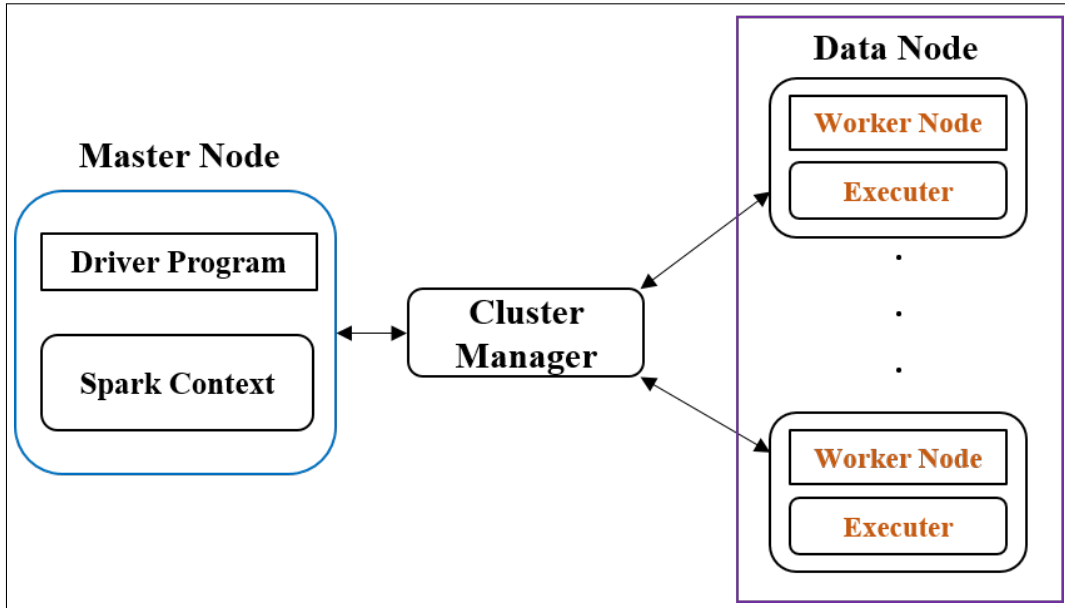 Master Node
Driver Program
Spark Context
Cluster
Manager
Data Node
Worker Node
Executer
Worker Node
Executer